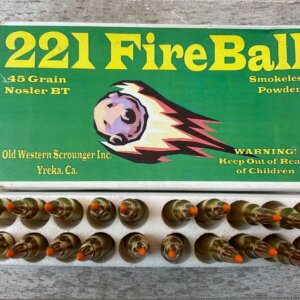 221 FireBall
.45 Grain
Nosler BT
Smokeles
Powder
Old Western Scrounger Inc.
Yreka, Ca.
WARNING!
Keep Out of Rea
of Children